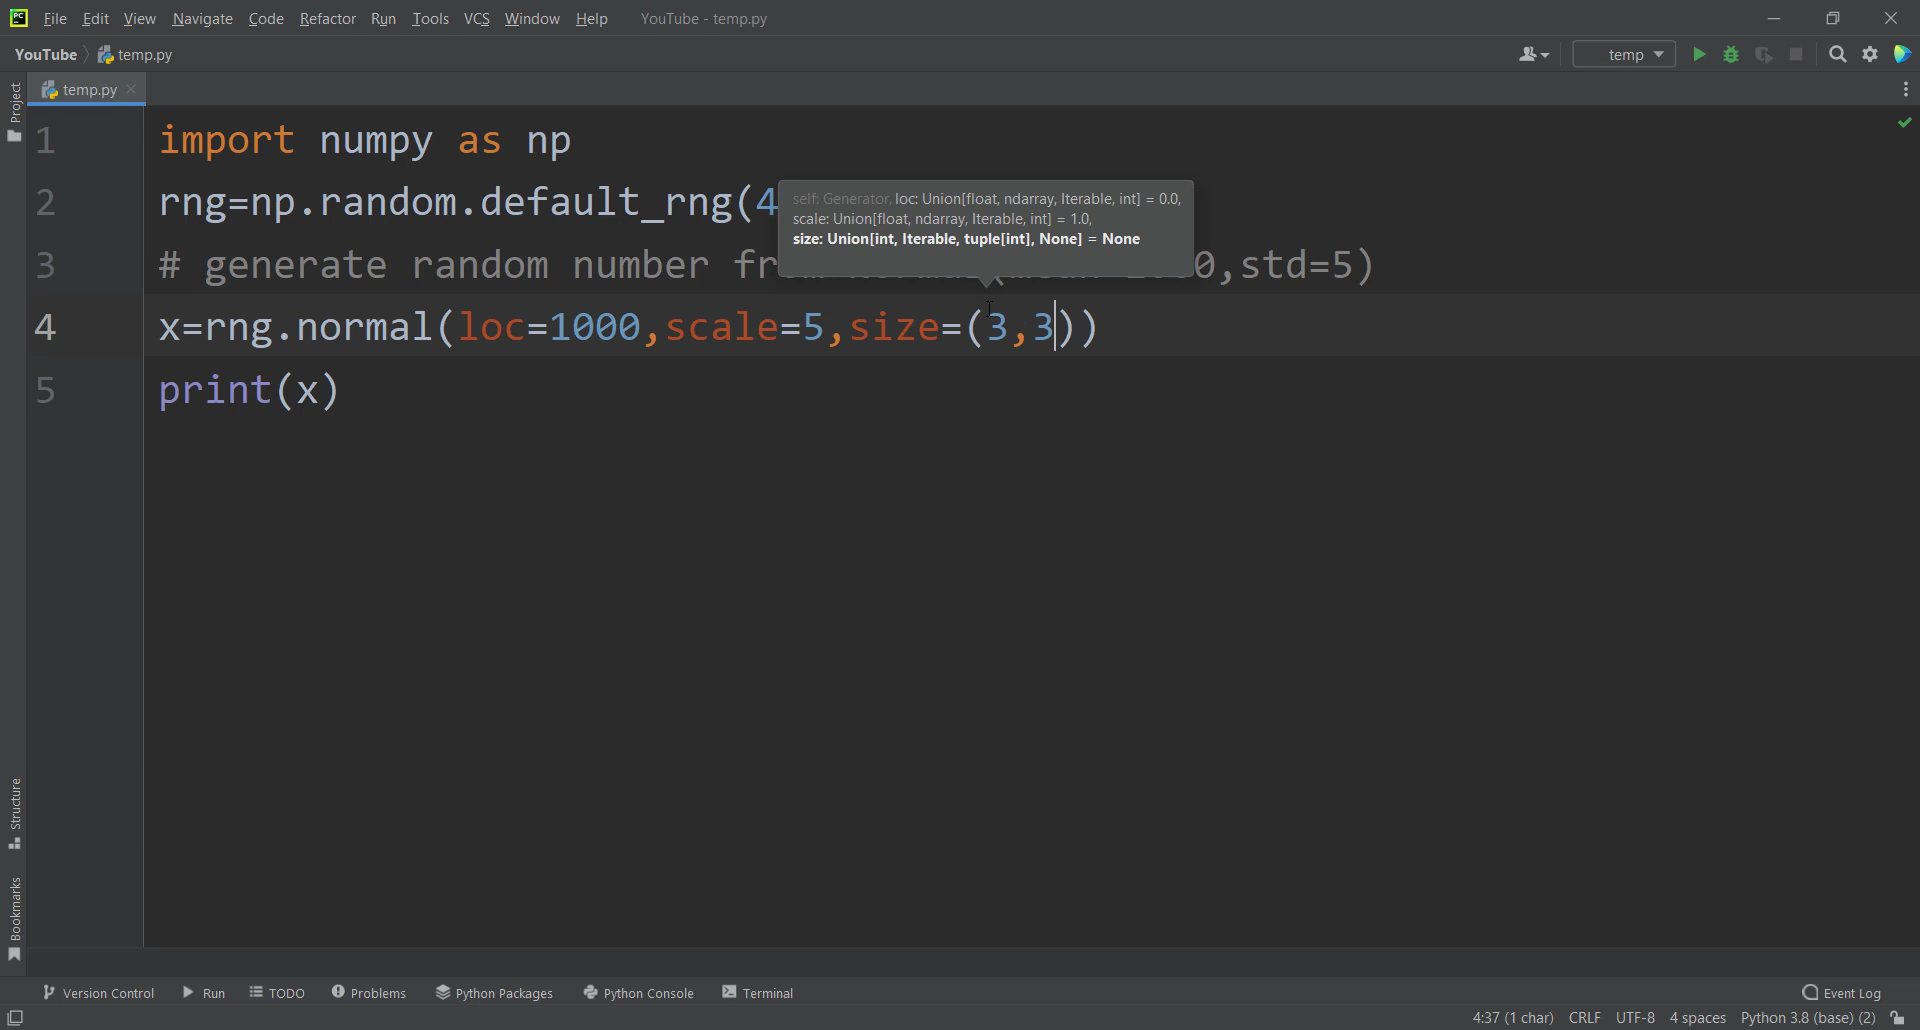 File Edit View Navigate Code Refactor Run Tools VCS Window Help YouTube - temp.py
YouTube temp.py temp
Project
temp.py
1 import numpy as np
2 rng=np.random.default_rng(4
self: Generator, loc: Union[float, ndarray, Iterable, int] = 0.0,
scale: Union[float, ndarray, Iterable, int] = 1.0,
size: Union[int, Iterable, tuple[int], None] = None
3 # generate random number 0,std=5)
4 x=rng.normal(loc=1000,scale=5,size=(3,3))
5 print(x)
Structure
Bookmarks
Version Control Run TODO Problems Python Packages Python Console Terminal Event Log
4:37 (1 char) CRLF UTF-8 4 spaces Python 3.8 (base) (2)